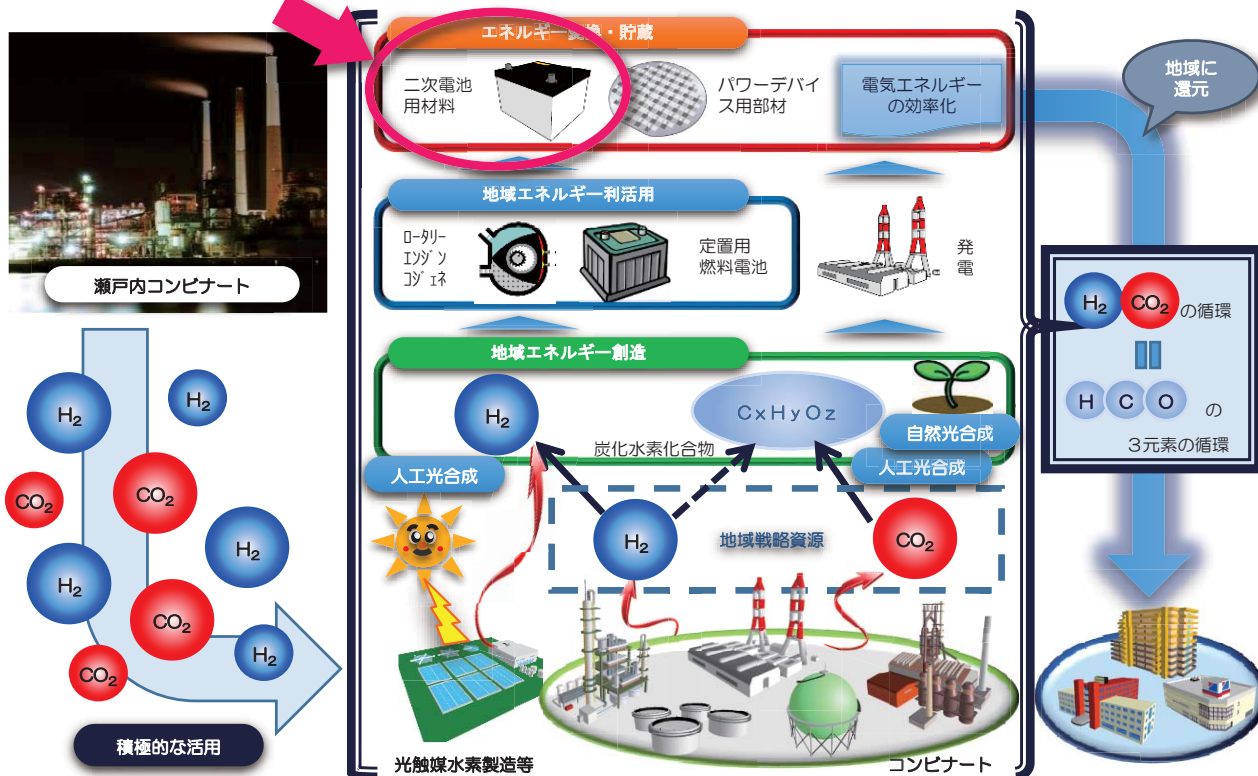 エネルギー変換・貯蔵
二次電池
用材料
パワーデバイ
ス用部材
電気エネルギー
の効率化
地域に
還元
瀬戸内コンビナート
地域エネルギー利活用
ロータリー
エンジン
コジェネ
定置用
燃料電池
発
電
地域エネルギー創造
H₂
CxHyOz
炭化水素化合物
自然光合成
人工光合成
人工光合成
H₂
地域戦略資源
CO₂
光触媒水素製造等
コンビナート
H₂
H₂
CO₂
CO₂
H₂
H₂
CO₂
H₂
CO₂
積極的な活用
H₂ CO₂ の循環
H C O の
3元素の循環